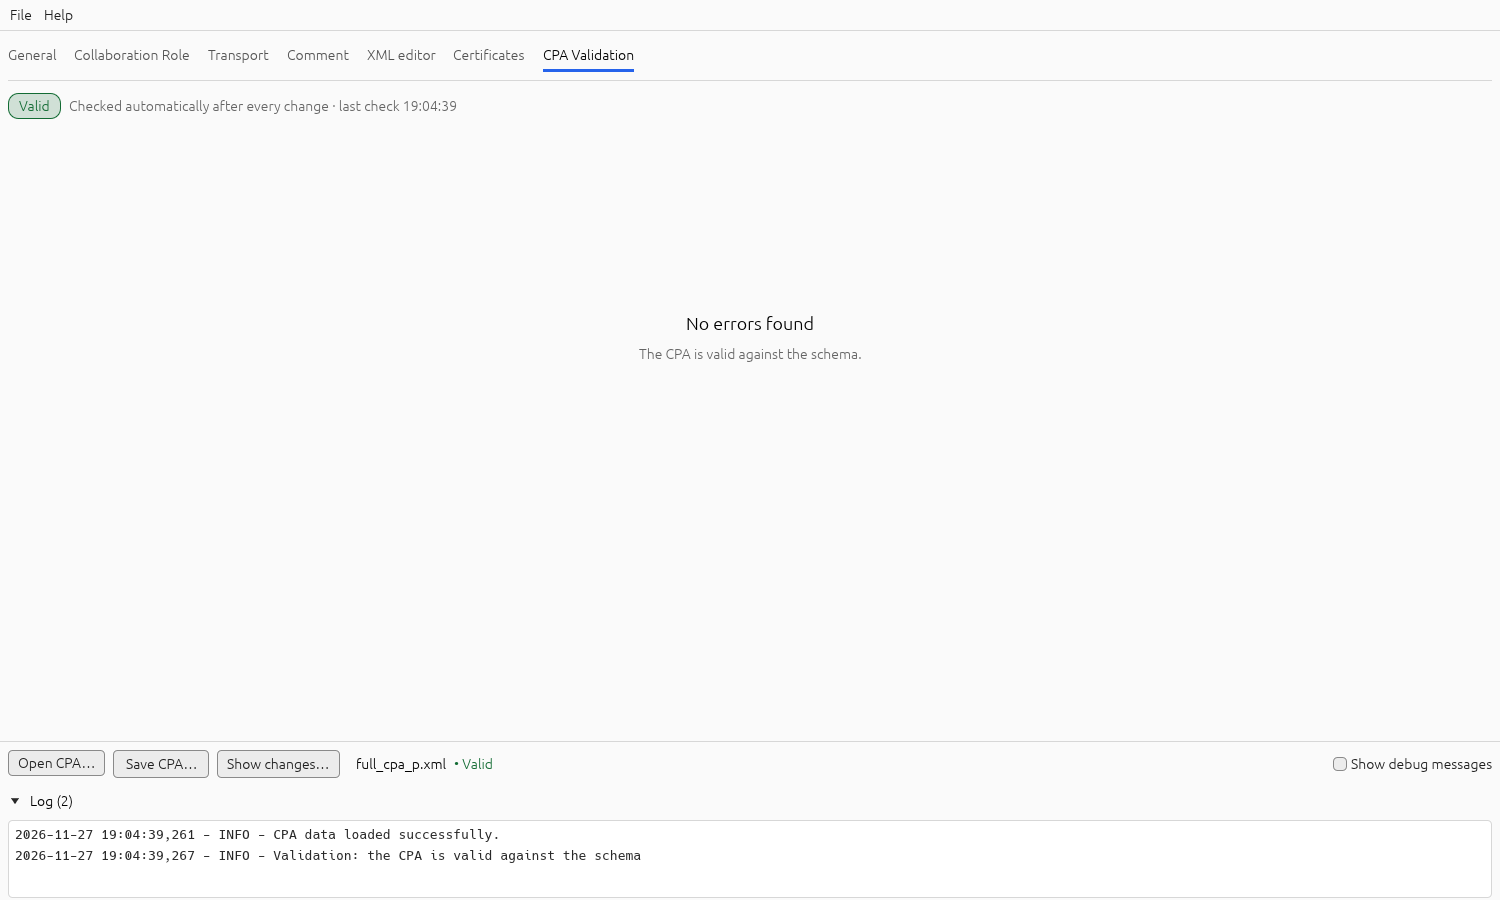 File Help
General Collaboration Role Transport Comment XML editor Certificates CPA Validation
Valid Checked automatically after every change · last check 19:04:39
No errors found
The CPA is valid against the schema.
Open CPA... Save CPA... Show changes... full_cpa_p.xml • Valid Show debug messages
Log (2)
2026-11-27 19:04:39,261 - INFO - CPA data loaded successfully.
2026-11-27 19:04:39,267 - INFO - Validation: the CPA is valid against the schema